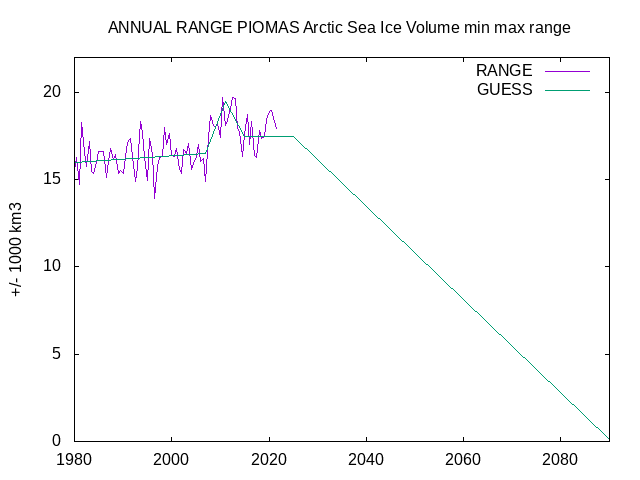 ANNUAL RANGE PIOMAS Arctic Sea Ice Volume min max range
RANGE
GUESS
20
15
10
5
0
+/- 1000 km3
1980 2000 2020 2040 2060 2080